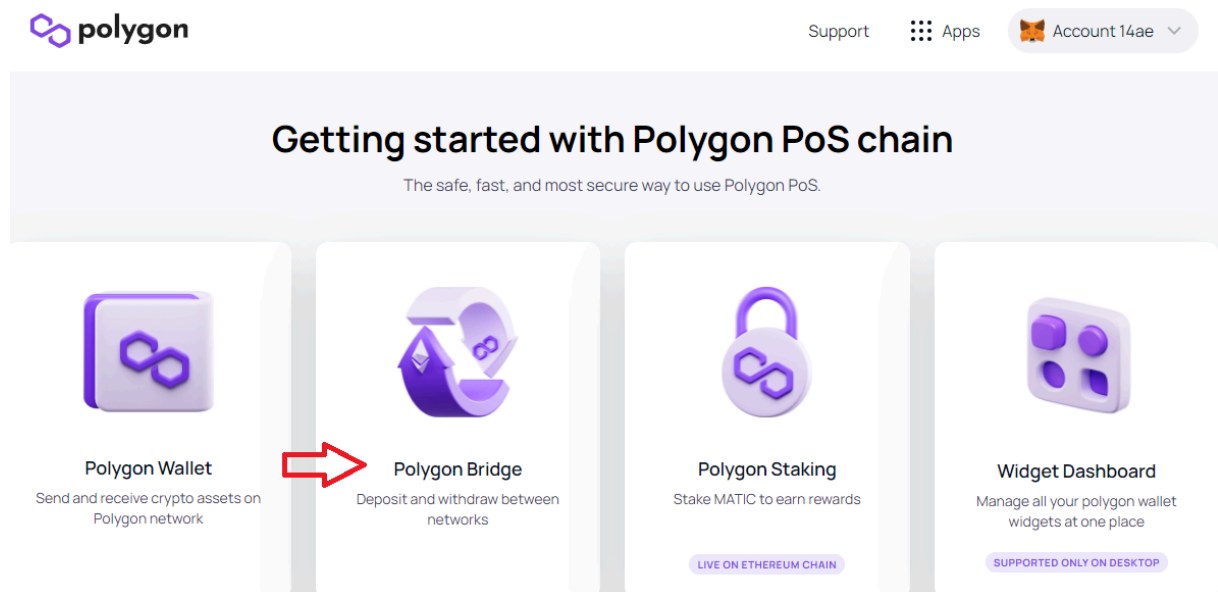 polygon
Support
Apps
Account 14ae
Getting started with Polygon PoS chain
The safe, fast, and most secure way to use Polygon PoS.
Polygon Wallet
Send and receive crypto assets on
Polygon network
Polygon Bridge
Deposit and withdraw between
networks
Polygon Staking
Stake MATIC to earn rewards
LIVE ON ETHEREUM CHAIN
Widget Dashboard
Manage all your polygon wallet
widgets at one place
SUPPORTED ONLY ON DESKTOP